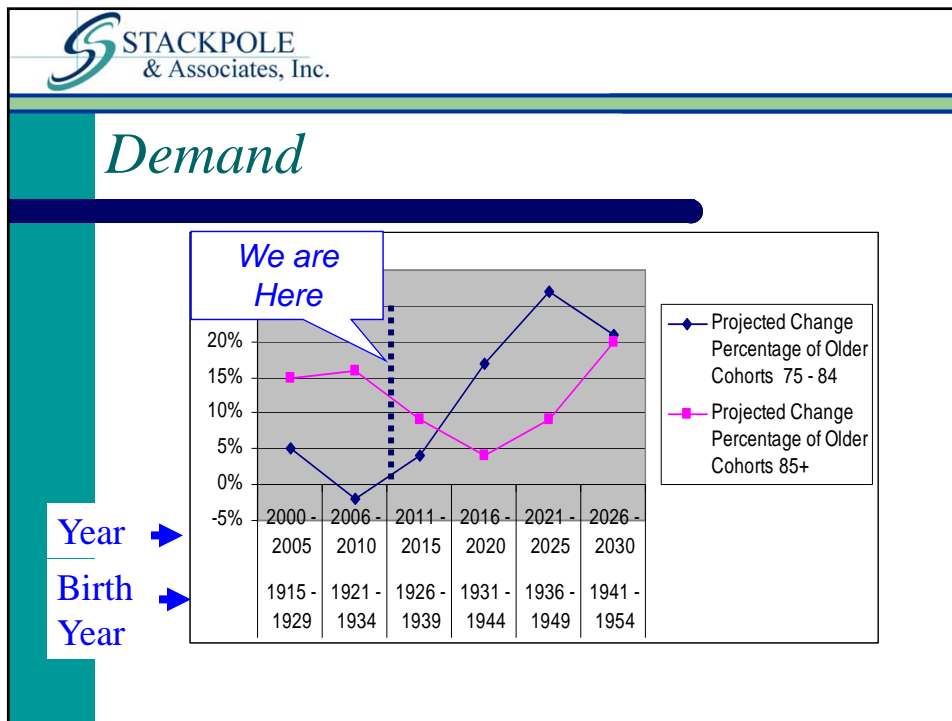 STACKPOLE
& Associates, Inc.
Demand
We are
Here
20%
15%
10%
5%
0%
-5%
2000 - 2006 - 2011 - 2016 - 2021 - 2026 -
2005 2010 2015 2020 2025 2030
1915 - 1921 - 1926 - 1931 - 1936 - 1941 -
1929 1934 1939 1944 1949 1954
Year
Birth
Year
Projected Change
Percentage of Older
Cohorts 75 - 84
Projected Change
Percentage of Older
Cohorts 85+